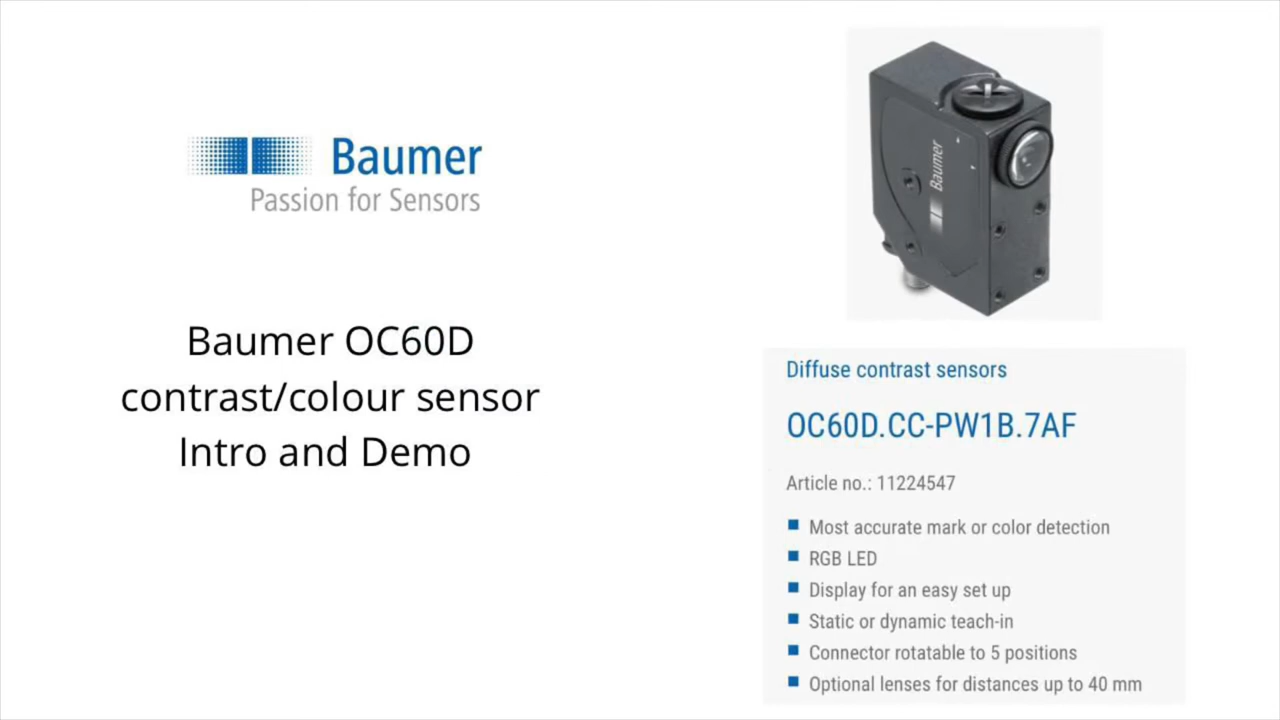 Baumer
Passion for Sensors
Baumer OC60D
contrast/colour sensor
Intro and Demo
Baumer
Diffuse contrast sensors
OC60D.CC-PW1B.7AF
Article no.: 11224547
Most accurate mark or color detection
RGB LED
Display for an easy set up
Static or dynamic teach-in
Connector rotatable to 5 positions
Optional lenses for distances up to 40 mm